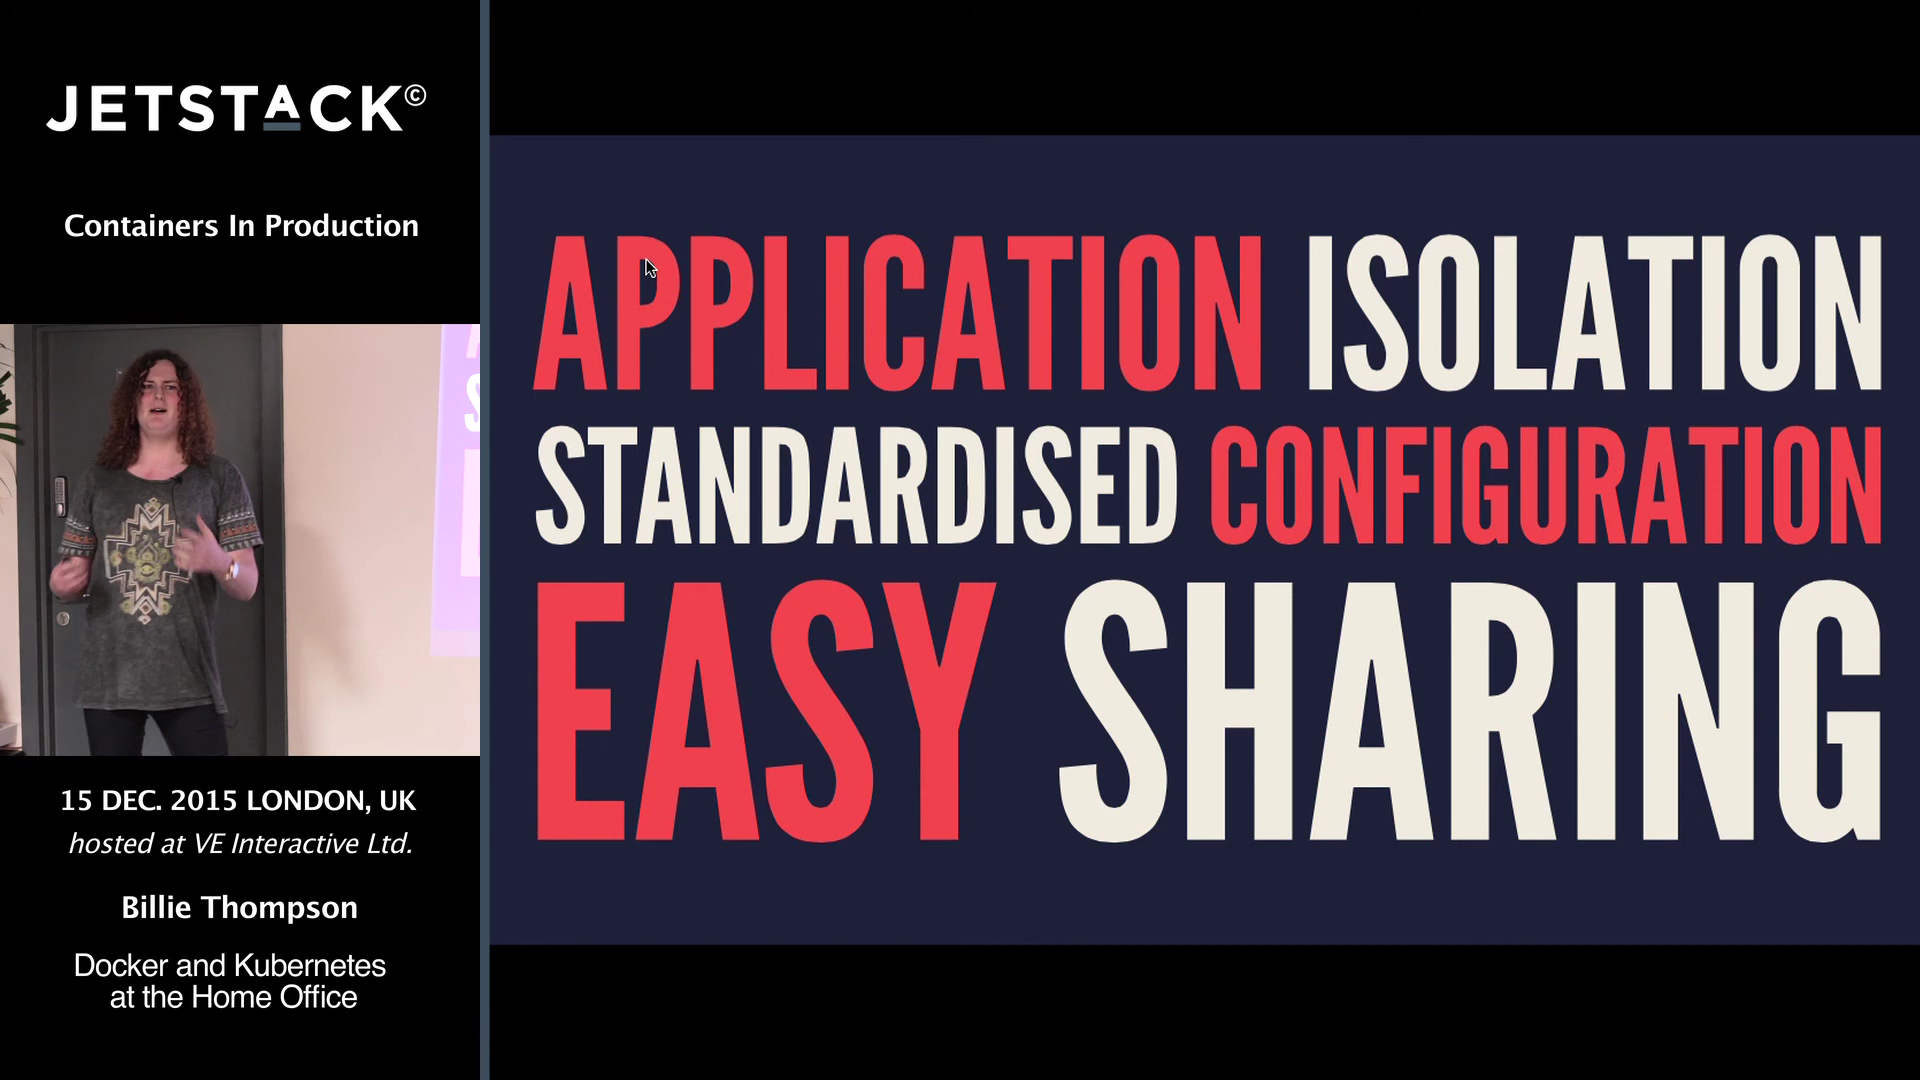 JETSTACK©
Containers In Production
15 DEC. 2015 LONDON, UK
hosted at VE Interactive Ltd.
Billie Thompson
Docker and Kubernetes
at the Home Office
APPLICATION ISOLATION
STANDARDISED CONFIGURATION
EASY SHARING